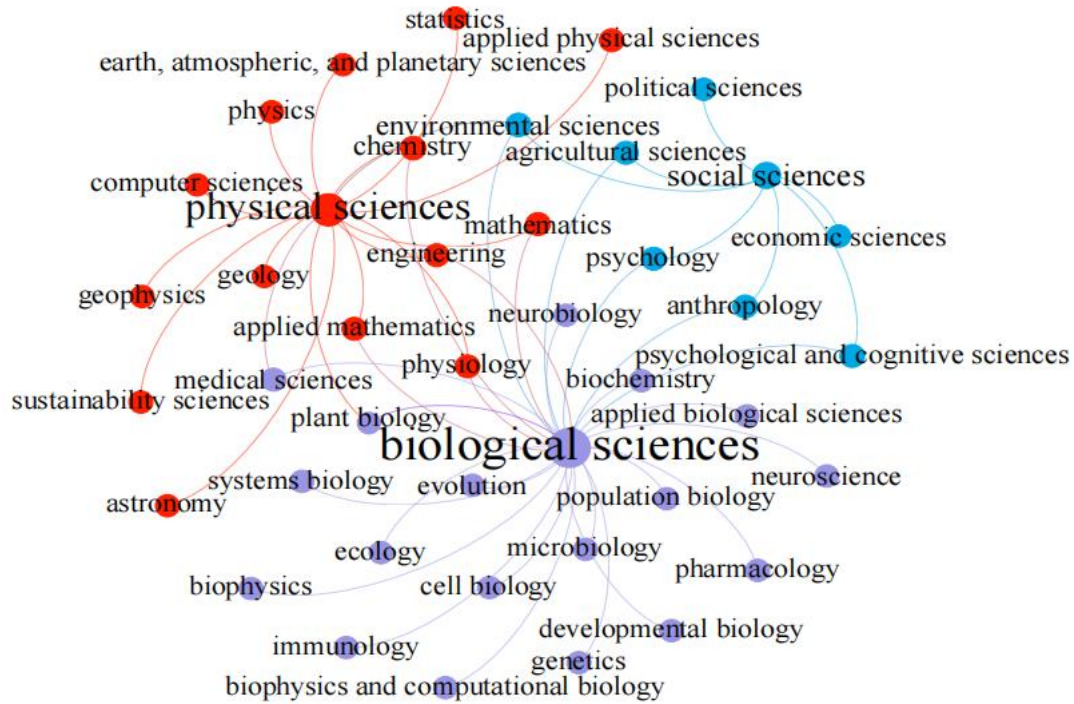 statistics
applied physical sciences
earth, atmospheric, and planetary sciences
political sciences
physics
environmental sciences
chemistry
agricultural sciences
social sciences
computer sciences
physical sciences
mathematics
economic sciences
engineering
psychology
geology
geophysics
anthropology
neurobiology
applied mathematics
psychological and cognitive sciences
physiology
medical sciences
biochemistry
sustainability sciences
plant biology
applied biological sciences
biological sciences
neuroscience
systems biology
evolution
population biology
astronomy
microbiology
ecology
pharmacology
biophysics
cell biology
developmental biology
immunology
genetics
biophysics and computational biology